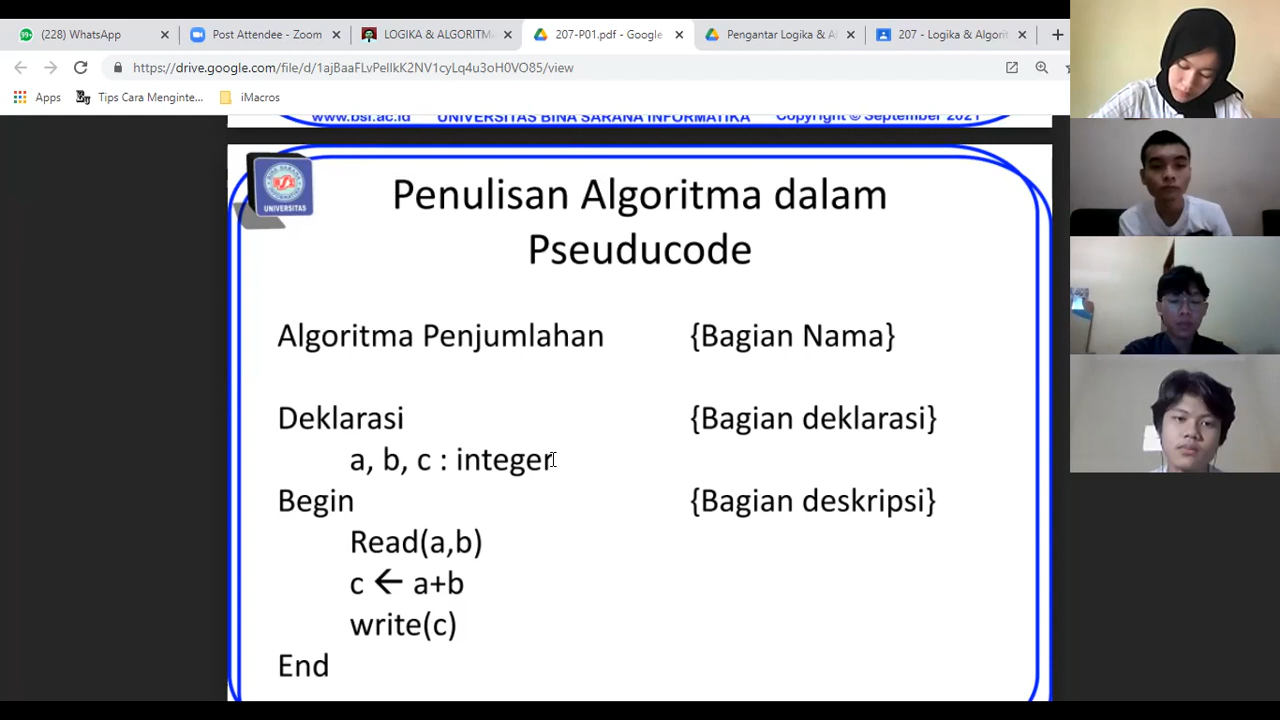 (228) WhatsApp
Post Attendee - Zoom
LOGIKA & ALGORITM
207-P01.pdf - Google
Pengantar Logika & Al
207 - Logika & Algorit
https://drive.google.com/file/d/1ajBaaFLvPellkK2NV1cyLq4u3oH0VO85/view
Apps
Tips Cara Menginte...
iMacros
www.bsi.ac.id UNIVERSITAS BINA SARANA INFORMATIKA Copyright © September 2021
UNIVERSITAS
Penulisan Algoritma dalam
Pseuducode
Algoritma Penjumlahan {Bagian Nama}
Deklarasi {Bagian deklarasi}
a, b, c : integer
Begin {Bagian deskripsi}
Read(a,b)
c ← a+b
write(c)
End